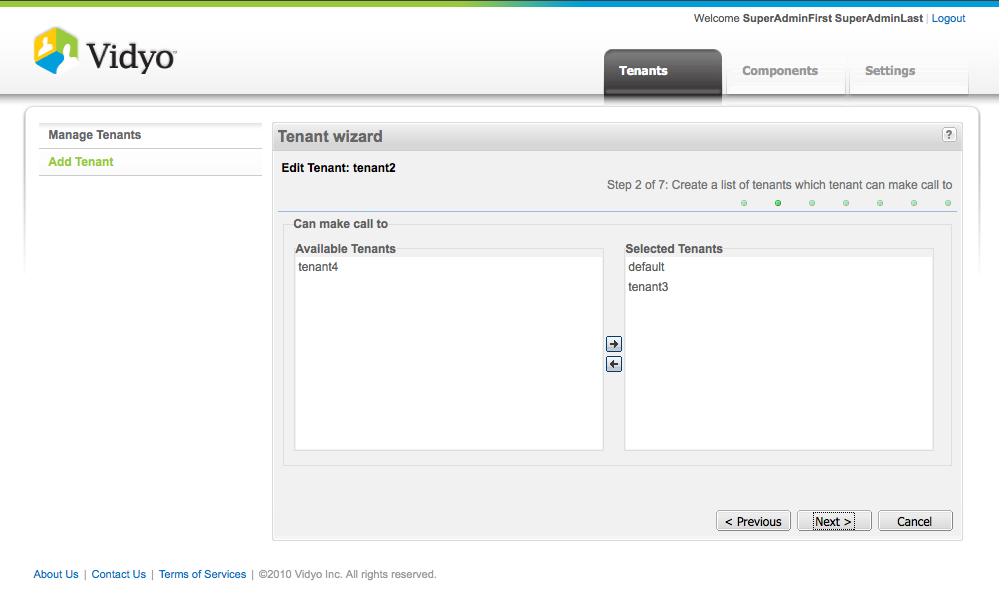 Welcome SuperAdminFirst SuperAdminLast | Logout
Vidyo™
Tenants
Components
Settings
Manage Tenants
Add Tenant
Tenant wizard
?
Edit Tenant: tenant2
Step 2 of 7: Create a list of tenants which tenant can make call to
Can make call to
Available Tenants
tenant4
Selected Tenants
default
tenant3
< Previous
Next >
Cancel
About Us | Contact Us | Terms of Services | ©2010 Vidyo Inc. All rights reserved.